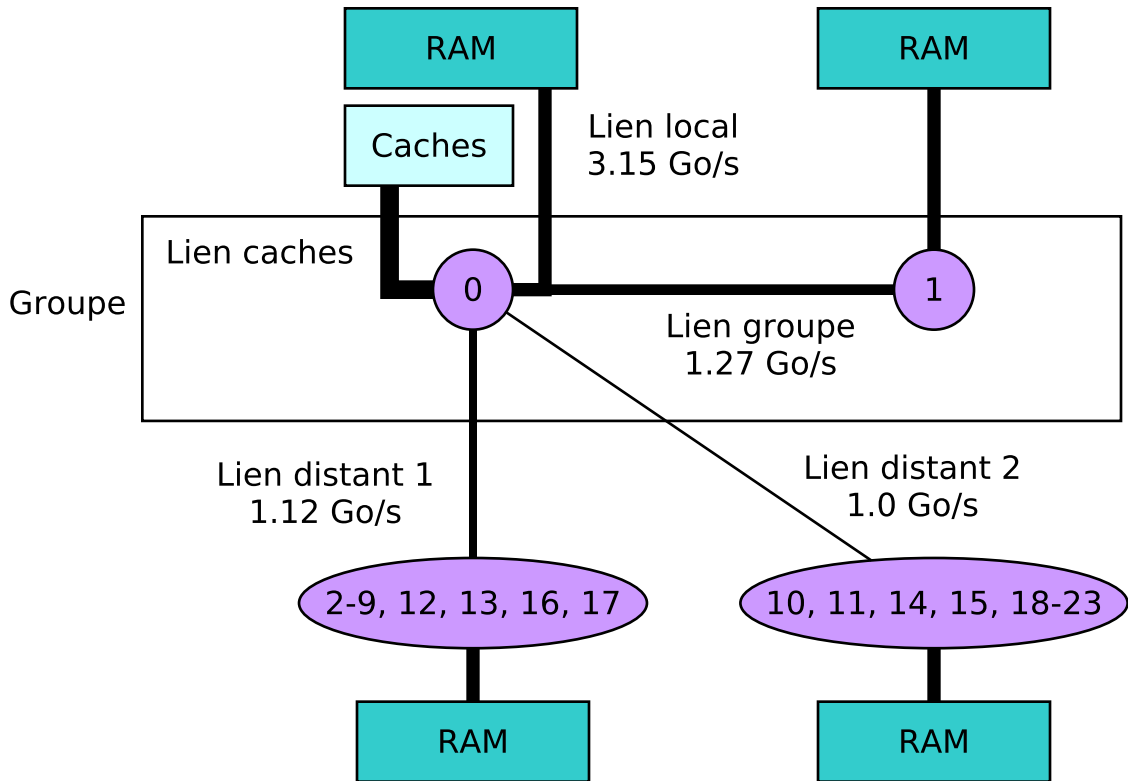 RAM
RAM
Caches
Lien local
3.15 Go/s
Lien caches
Groupe
0
1
Lien groupe
1.27 Go/s
Lien distant 1
1.12 Go/s
Lien distant 2
1.0 Go/s
2-9, 12, 13, 16, 17
10, 11, 14, 15, 18-23
RAM
RAM